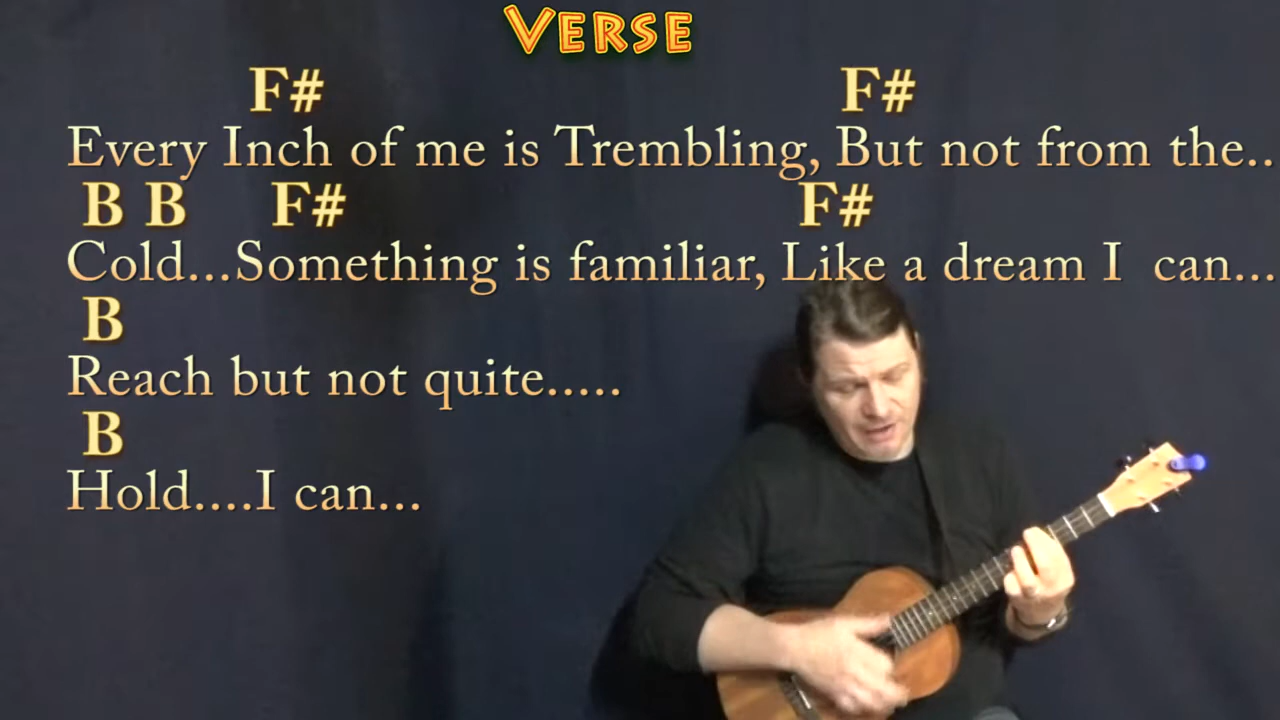 VERSE
F# F#
Every Inch of me is Trembling, But not from the..
B B F# F#
Cold...Something is familiar, Like a dream I can...
B
Reach but not quite.....
B
Hold....I can...